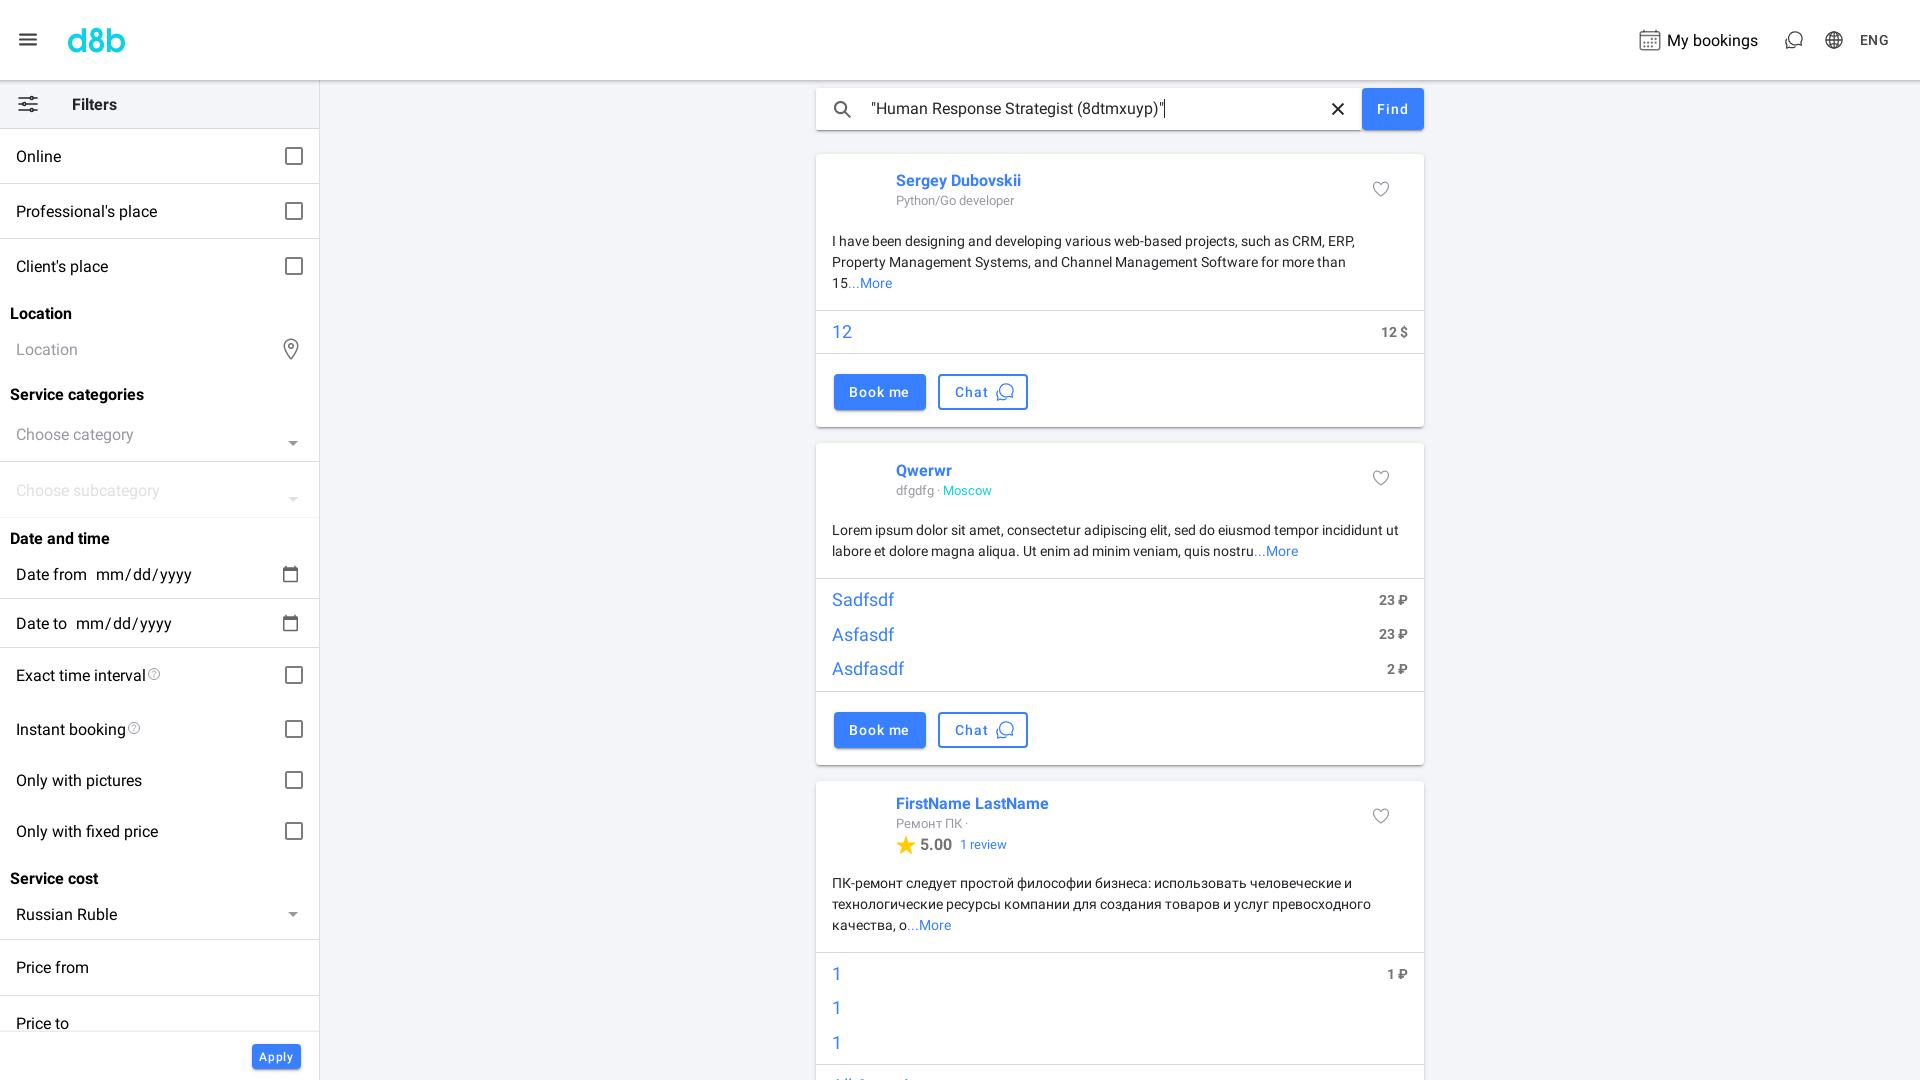 d8b
My bookings
ENG
Filters
Online
Professional's place
Client's place
Location
Location
Service categories
Choose category
Choose subcategory
Date and time
Date from mm/dd/yyyy
Date to mm/dd/yyyy
Exact time interval
Instant booking
Only with pictures
Only with fixed price
Service cost
Russian Ruble
Price from
Price to
Apply
"Human Response Strategist (8dtmxuyp)"
Find
Sergey Dubovskii
Python/Go developer
I have been designing and developing various web-based projects, such as CRM, ERP,
Property Management Systems, and Channel Management Software for more than
15...More
12 12 $
Book me Chat
Qwerwr
dfgdfg · Moscow
Lorem ipsum dolor sit amet, consectetur adipiscing elit, sed do eiusmod tempor incididunt ut
labore et dolore magna aliqua. Ut enim ad minim veniam, quis nostru...More
Sadfsdf 23 ₽
Asfasdf 23 ₽
Asdfasdf 2 ₽
Book me Chat
FirstName LastName
Ремонт ПК ·
5.00 1 review
ПК-ремонт следует простой философии бизнеса: использовать человеческие и
технологические ресурсы компании для создания товаров и услуг превосходного
качества, о...More
1 1 ₽
1
1